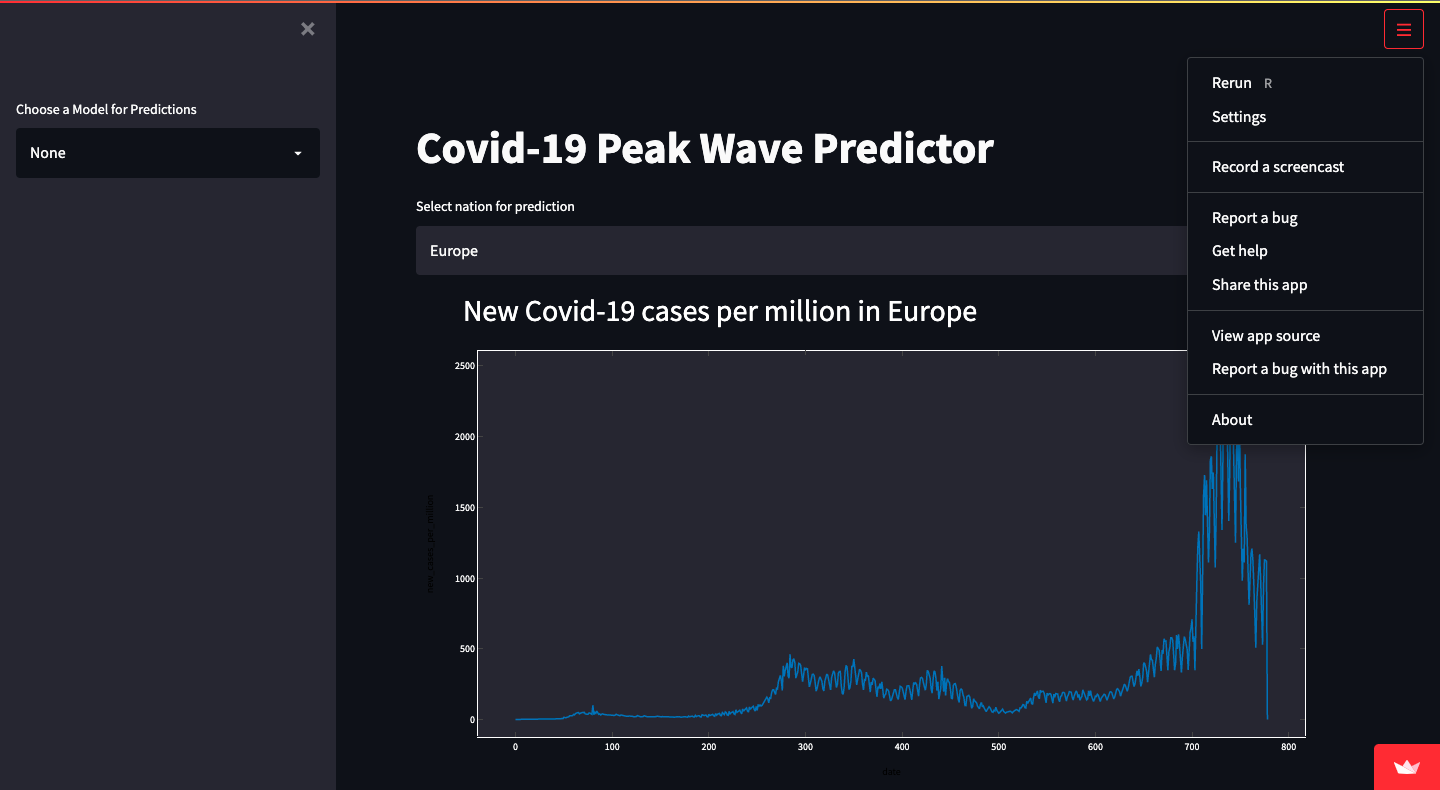 Choose a Model for Predictions
None
Covid-19 Peak Wave Predictor
Select nation for prediction
Europe
New Covid-19 cases per million in Europe
2500
2000
1500
1000
500
0
new_cases_per_million
0 100 200 300 400 500 600 700 800
date
Rerun R
Settings
Record a screencast
Report a bug
Get help
Share this app
View app source
Report a bug with this app
About